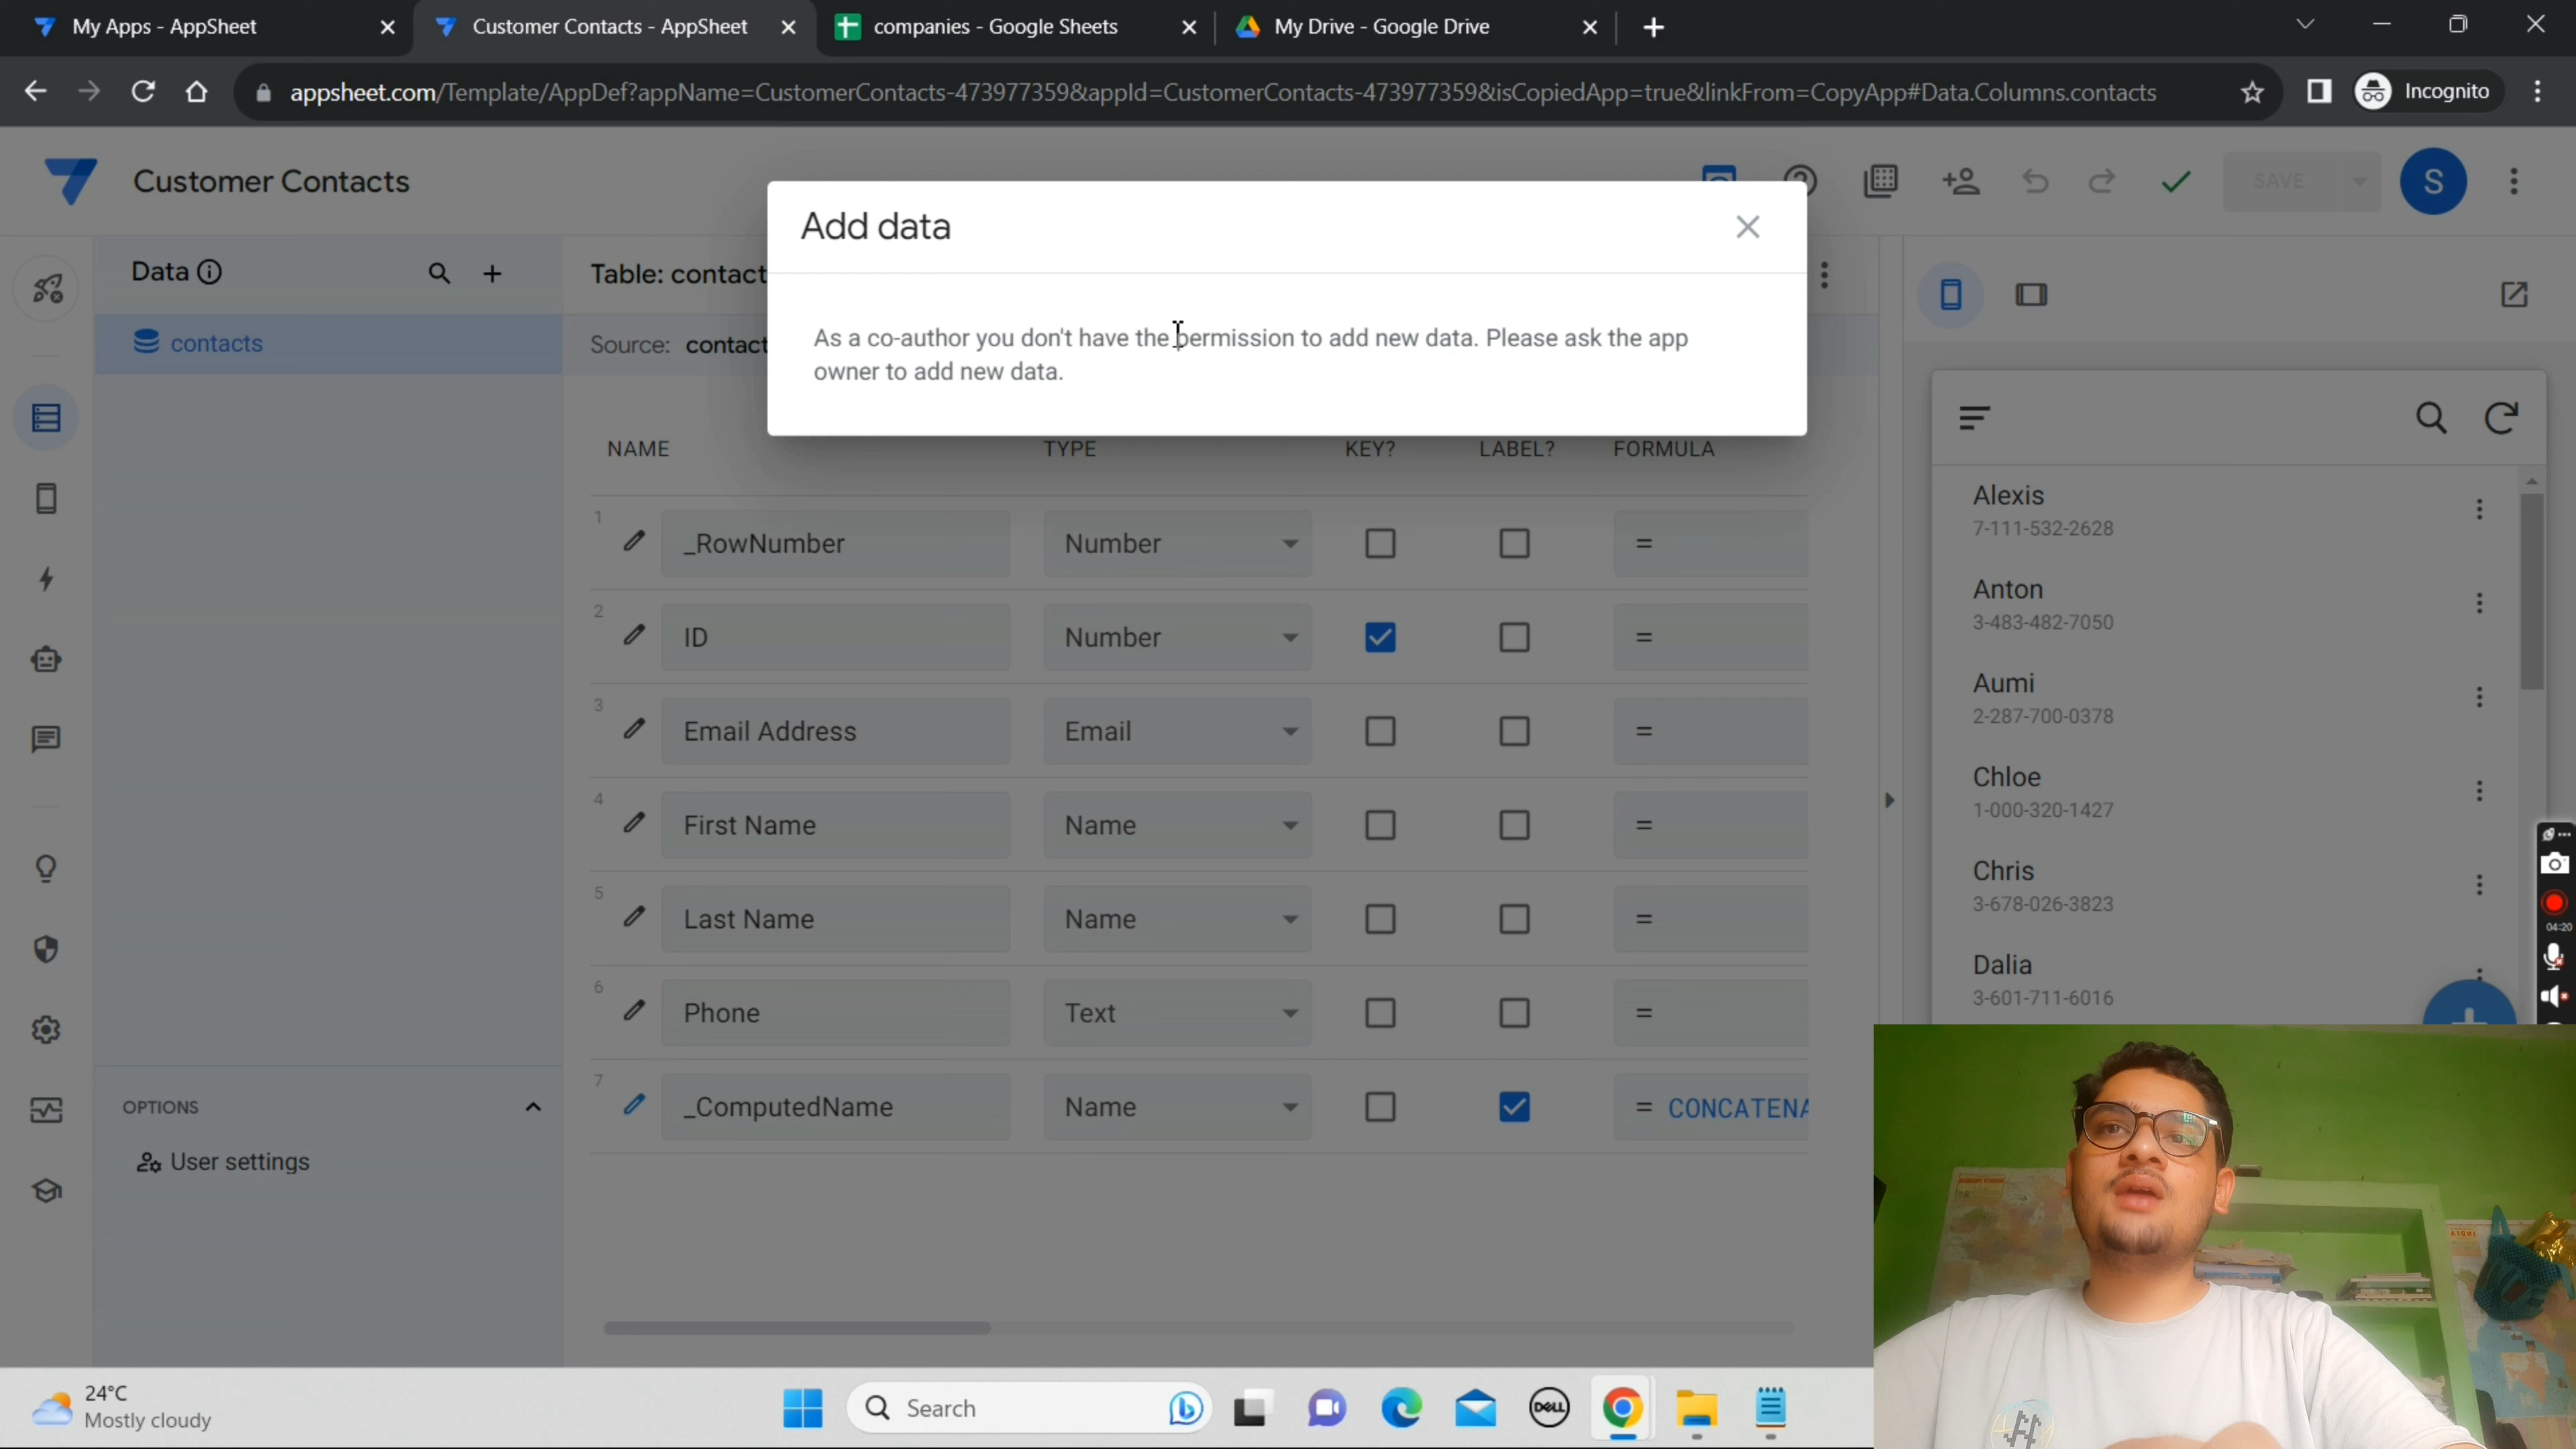 My Apps - AppSheet
Customer Contacts - AppSheet
companies - Google Sheets
My Drive - Google Drive
appsheet.com/Template/AppDef?appName=CustomerContacts-473977359&appId=CustomerContacts-473977359&isCopiedApp=true&linkFrom=CopyApp#Data.Columns.contacts
Incognito
Customer Contacts
SAVE
S
Add data
As a co-author you don't have the permission to add new data. Please ask the app
owner to add new data.
Data
Table: contact
contacts
Source: contact
NAME TYPE KEY? LABEL? FORMULA
1 _RowNumber Number =
2 ID Number =
3 Email Address Email =
4 First Name Name =
5 Last Name Name =
6 Phone Text =
7 _ComputedName Name = CONCATENA
OPTIONS
User settings
Alexis
7-111-532-2628
Anton
3-483-482-7050
Aumi
2-287-700-0378
Chloe
1-000-320-1427
Chris
3-678-026-3823
Dalia
3-601-711-6016
04:20
24°C
Mostly cloudy
Search
DELL